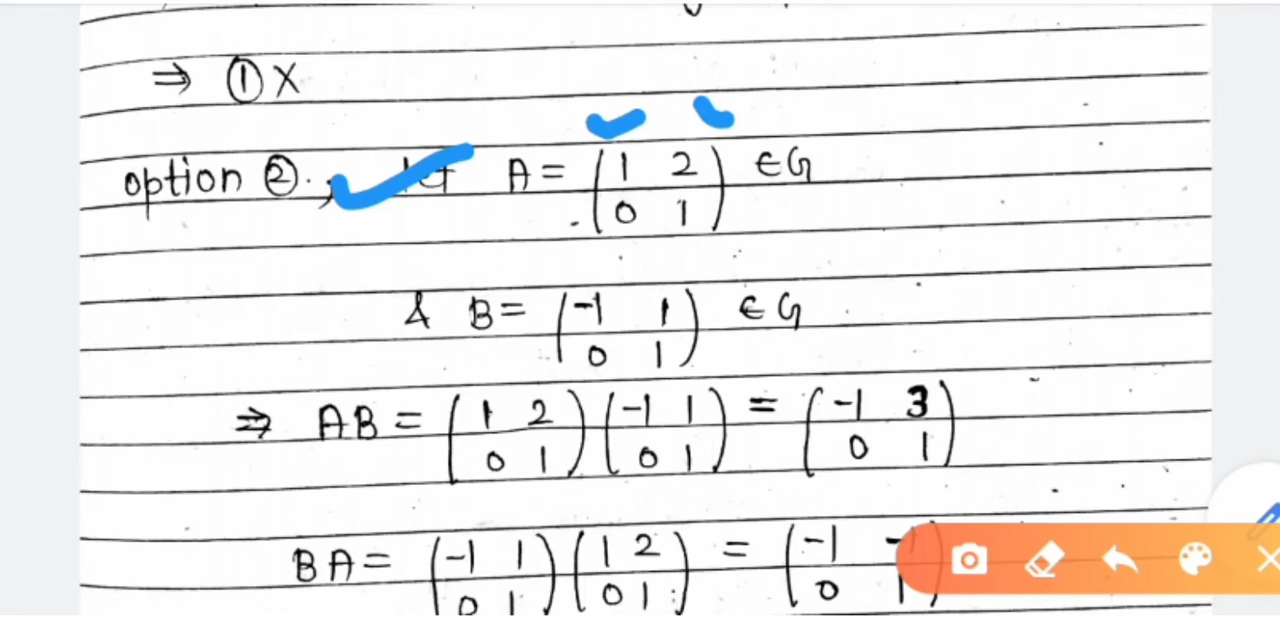 ⇒ ① X
option ②., let A = (1 2) ∈ G
(0 1)
& B = (-1 1) ∈ G
(0 1)
⇒ AB = (1 2) (-1 1) = (-1 3)
(0 1) (0 1) (0 1)
BA = (-1 1) (1 2) = (-1 -
(0 1) (0 1) (0 1)